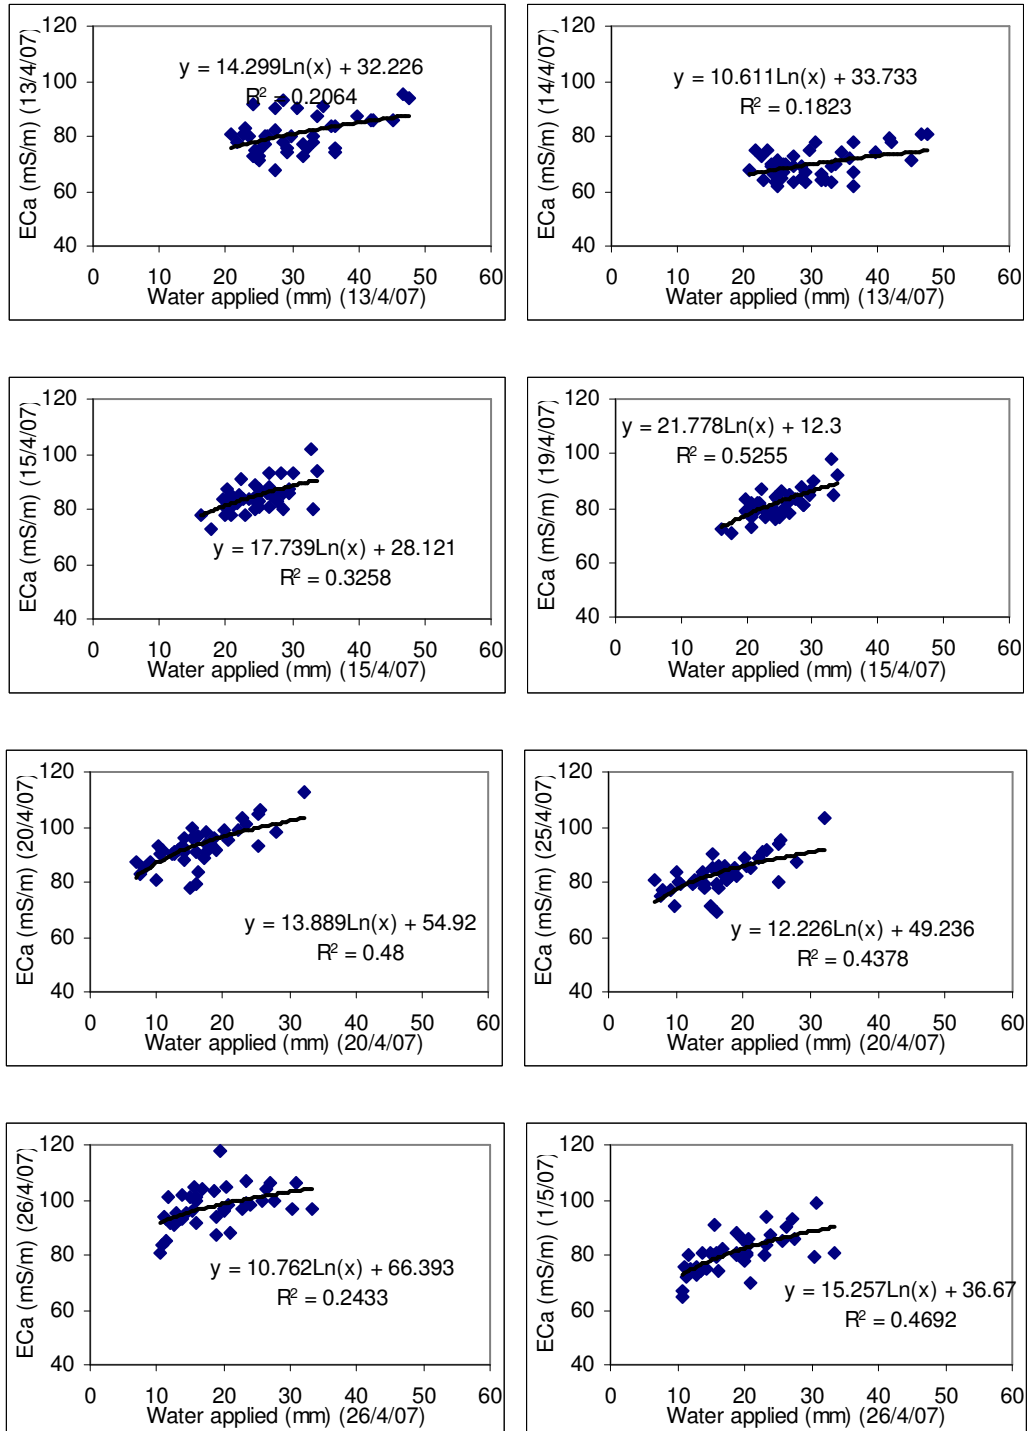 ECa (mS/m) (13/4/07)
120
100
80
60
40
y = 14.299Ln(x) + 32.226
R² = 0.2064
0 10 20 30 40 50 60
Water applied (mm) (13/4/07)
ECa (mS/m) (14/4/07)
120
100
80
60
40
y = 10.611Ln(x) + 33.733
R² = 0.1823
0 10 20 30 40 50 60
Water applied (mm) (13/4/07)
ECa (mS/m) (15/4/07)
120
100
80
60
40
y = 17.739Ln(x) + 28.121
R² = 0.3258
0 10 20 30 40 50 60
Water applied (mm) (15/4/07)
ECa (mS/m) (19/4/07)
120
100
80
60
40
y = 21.778Ln(x) + 12.3
R² = 0.5255
0 10 20 30 40 50 60
Water applied (mm) (15/4/07)
ECa (mS/m) (20/4/07)
120
100
80
60
40
y = 13.889Ln(x) + 54.92
R² = 0.48
0 10 20 30 40 50 60
Water applied (mm) (20/4/07)
ECa (mS/m) (25/4/07)
120
100
80
60
40
y = 12.226Ln(x) + 49.236
R² = 0.4378
0 10 20 30 40 50 60
Water applied (mm) (20/4/07)
ECa (mS/m) (26/4/07)
120
100
80
60
40
y = 10.762Ln(x) + 66.393
R² = 0.2433
0 10 20 30 40 50 60
Water applied (mm) (26/4/07)
ECa (mS/m) (1/5/07)
120
100
80
60
40
y = 15.257Ln(x) + 36.67
R² = 0.4692
0 10 20 30 40 50 60
Water applied (mm) (26/4/07)